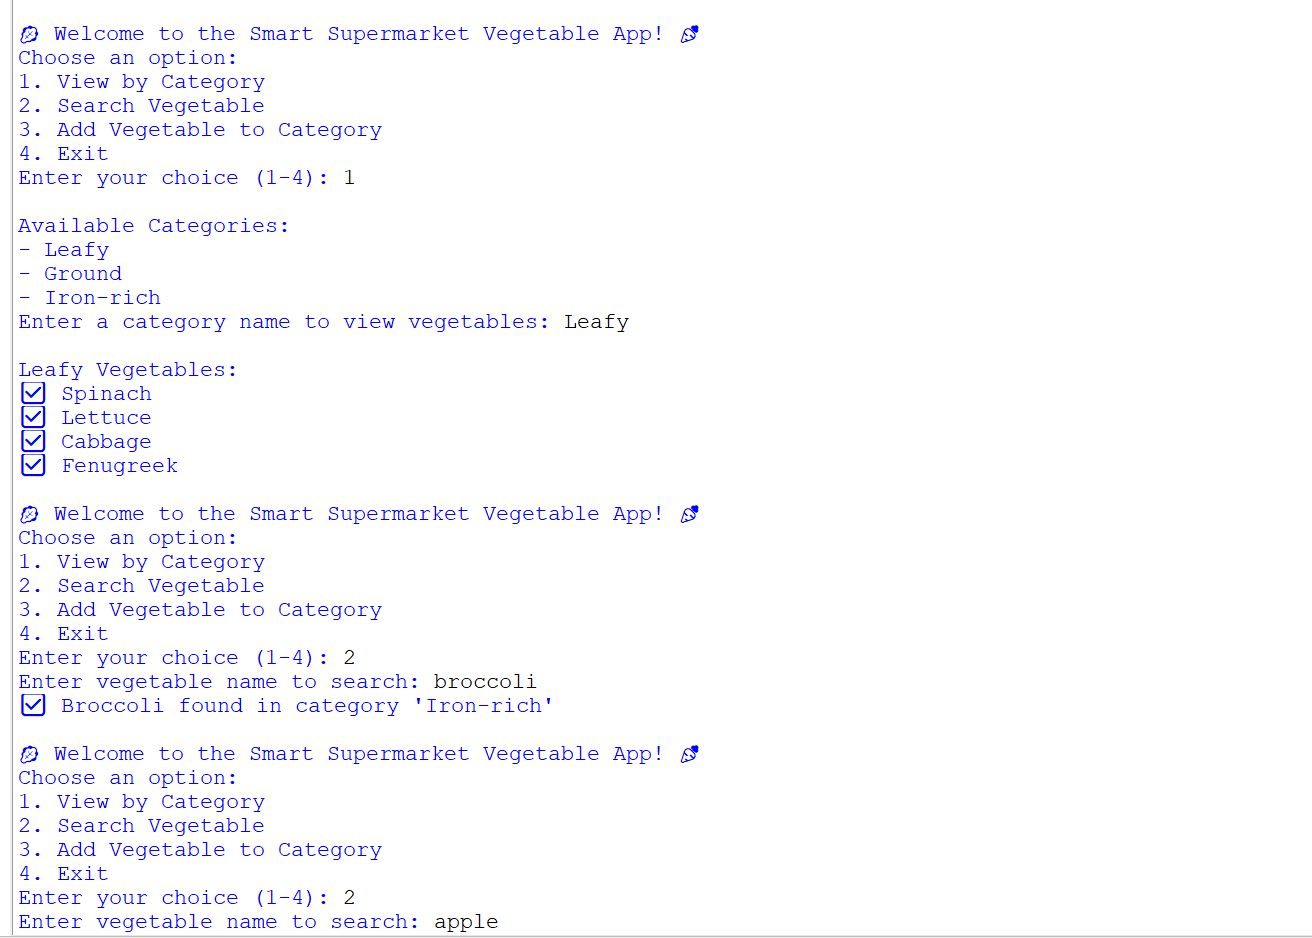 🥬 Welcome to the Smart Supermarket Vegetable App! 🥕
Choose an option:
1. View by Category
2. Search Vegetable
3. Add Vegetable to Category
4. Exit
Enter your choice (1-4): 1

Available Categories:
- Leafy
- Ground
- Iron-rich
Enter a category name to view vegetables: Leafy

Leafy Vegetables:
☑ Spinach
☑ Lettuce
☑ Cabbage
☑ Fenugreek

🥬 Welcome to the Smart Supermarket Vegetable App! 🥕
Choose an option:
1. View by Category
2. Search Vegetable
3. Add Vegetable to Category
4. Exit
Enter your choice (1-4): 2
Enter vegetable name to search: broccoli
☑ Broccoli found in category 'Iron-rich'

🥬 Welcome to the Smart Supermarket Vegetable App! 🥕
Choose an option:
1. View by Category
2. Search Vegetable
3. Add Vegetable to Category
4. Exit
Enter your choice (1-4): 2
Enter vegetable name to search: apple